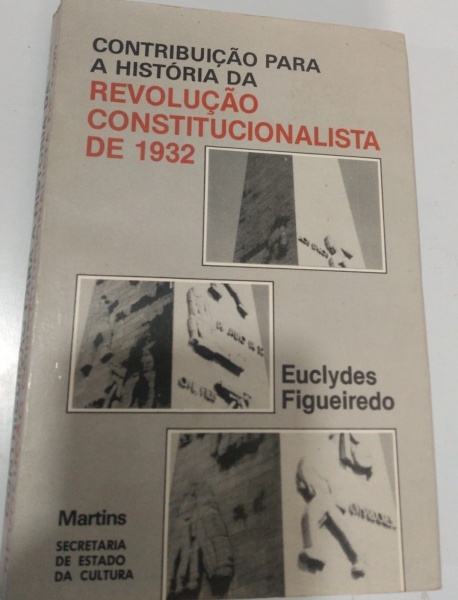 CONTRIBUIÇÃO PARA
A HISTÓRIA DA
REVOLUÇÃO
CONSTITUCIONALISTA
DE 1932
Euclydes
Figueiredo
Martins
SECRETARIA
DE ESTADO
DA CULTURA